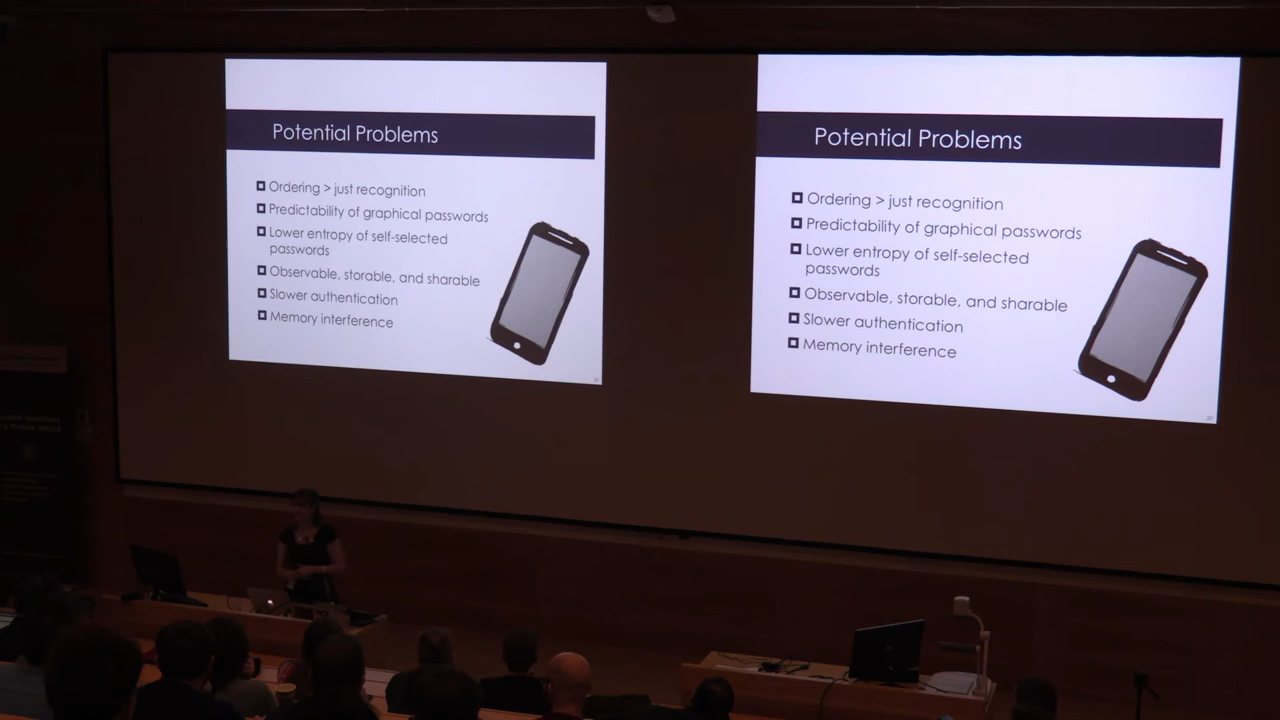 Potential Problems
Ordering > just recognition
Predictability of graphical passwords
Lower entropy of self-selected
passwords
Observable, storable, and sharable
Slower authentication
Memory interference
Potential Problems
Ordering > just recognition
Predictability of graphical passwords
Lower entropy of self-selected
passwords
Observable, storable, and sharable
Slower authentication
Memory interference